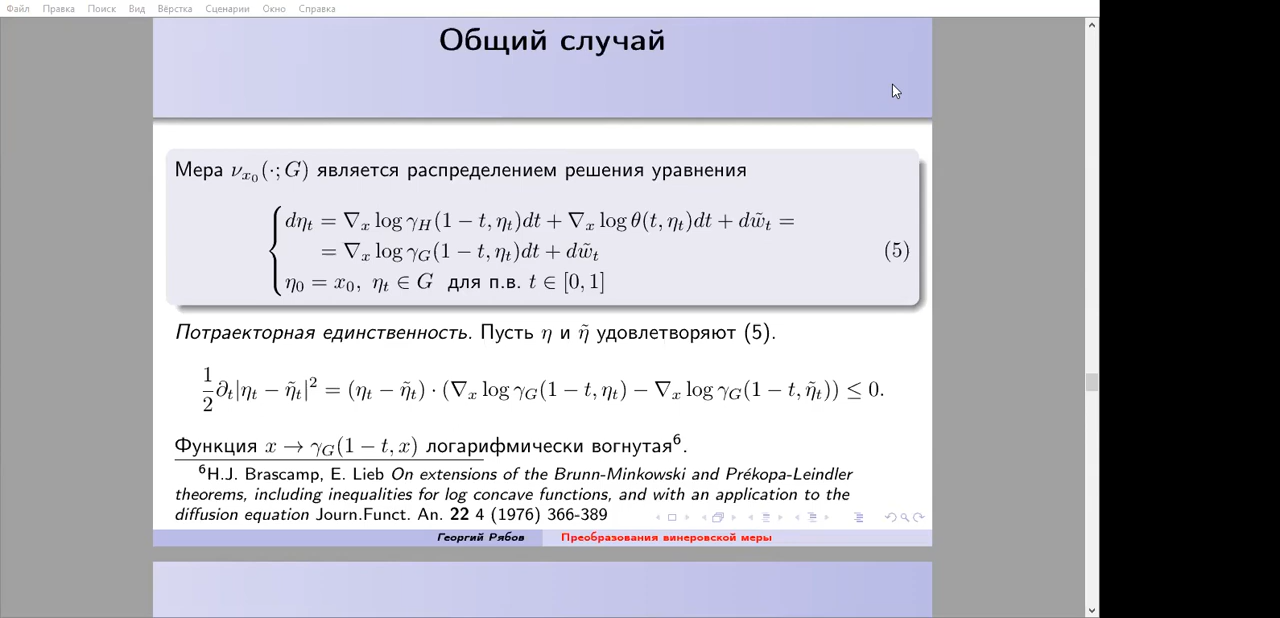 Файл Правка Поиск Вид Вёрстка Сценарии Окно Справка
Общий случай
Мера ν_{x_0}(·; G) является распределением решения уравнения
dη_t = ∇_x log γ_H(1 − t, η_t)dt + ∇_x log θ(t, η_t)dt + dw̃_t =
= ∇_x log γ_G(1 − t, η_t)dt + dw̃_t
(5)
η_0 = x_0, η_t ∈ G для п.в. t ∈ [0, 1]
Потраекторная единственность. Пусть η и η̃ удовлетворяют (5).
1/2 ∂_t|η_t − η̃_t|² = (η_t − η̃_t) · (∇_x log γ_G(1 − t, η_t) − ∇_x log γ_G(1 − t, η̃_t)) ≤ 0.
Функция x → γ_G(1 − t, x) логарифмически вогнутая⁶.
⁶H.J. Brascamp, E. Lieb On extensions of the Brunn-Minkowski and Prékopa-Leindler
theorems, including inequalities for log concave functions, and with an application to the
diffusion equation Journ.Funct. An. 22 4 (1976) 366-389
Георгий Рябов Преобразования винеровской меры